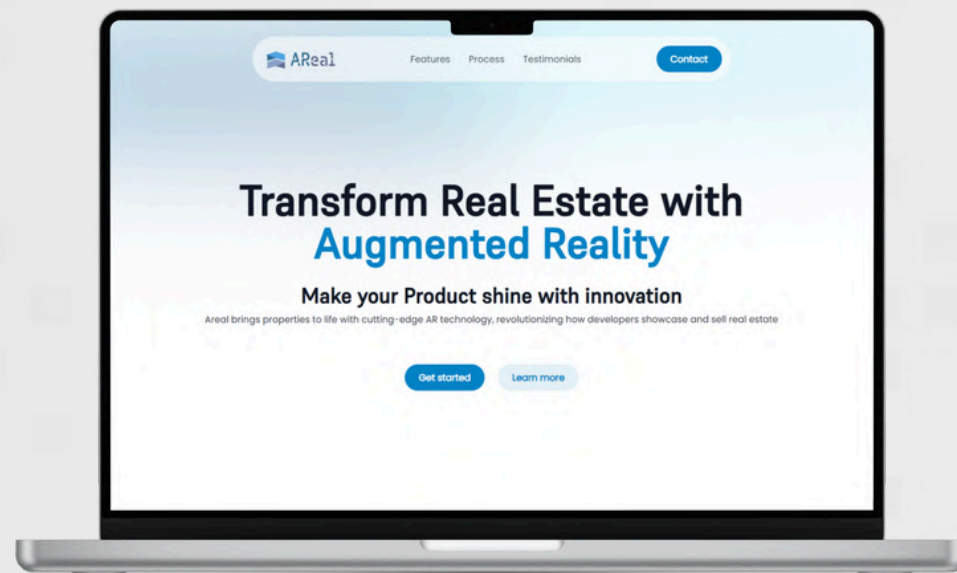 AReal
Features Process Testimonials
Contact
Transform Real Estate with
Augmented Reality
Make your Product shine with innovation
Areal brings properties to life with cutting-edge AR technology, revolutionizing how developers showcase and sell real estate
Get started
Learn more